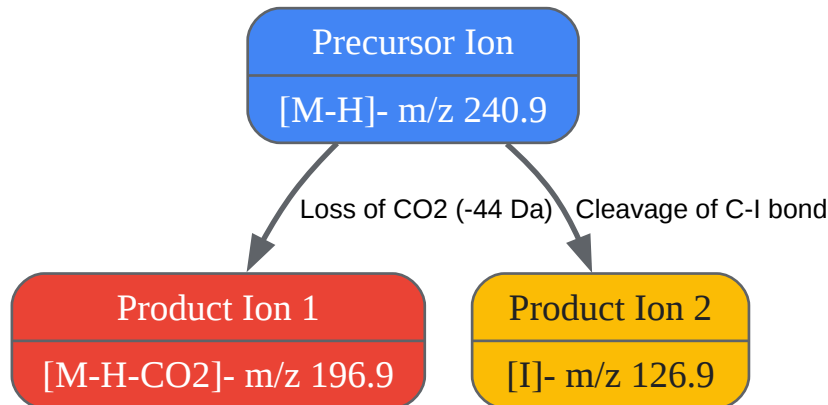 Precursor Ion
[M-H]- m/z 240.9
Loss of CO2 (-44 Da)
Cleavage of C-I bond
Product Ion 1
[M-H-CO2]- m/z 196.9
Product Ion 2
[I]- m/z 126.9